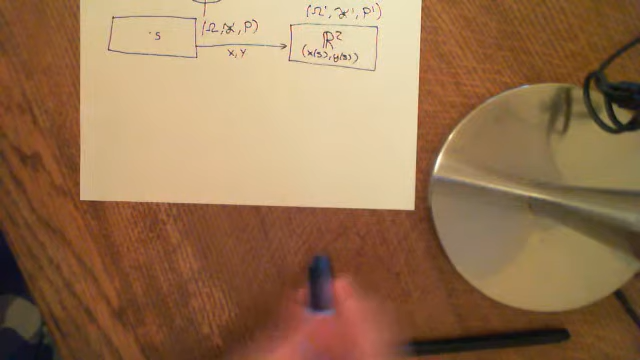 (Ω', 𝓕', P')
(Ω, 𝓕, P)
· s
ℝ²
(x(s), y(s))
x, y